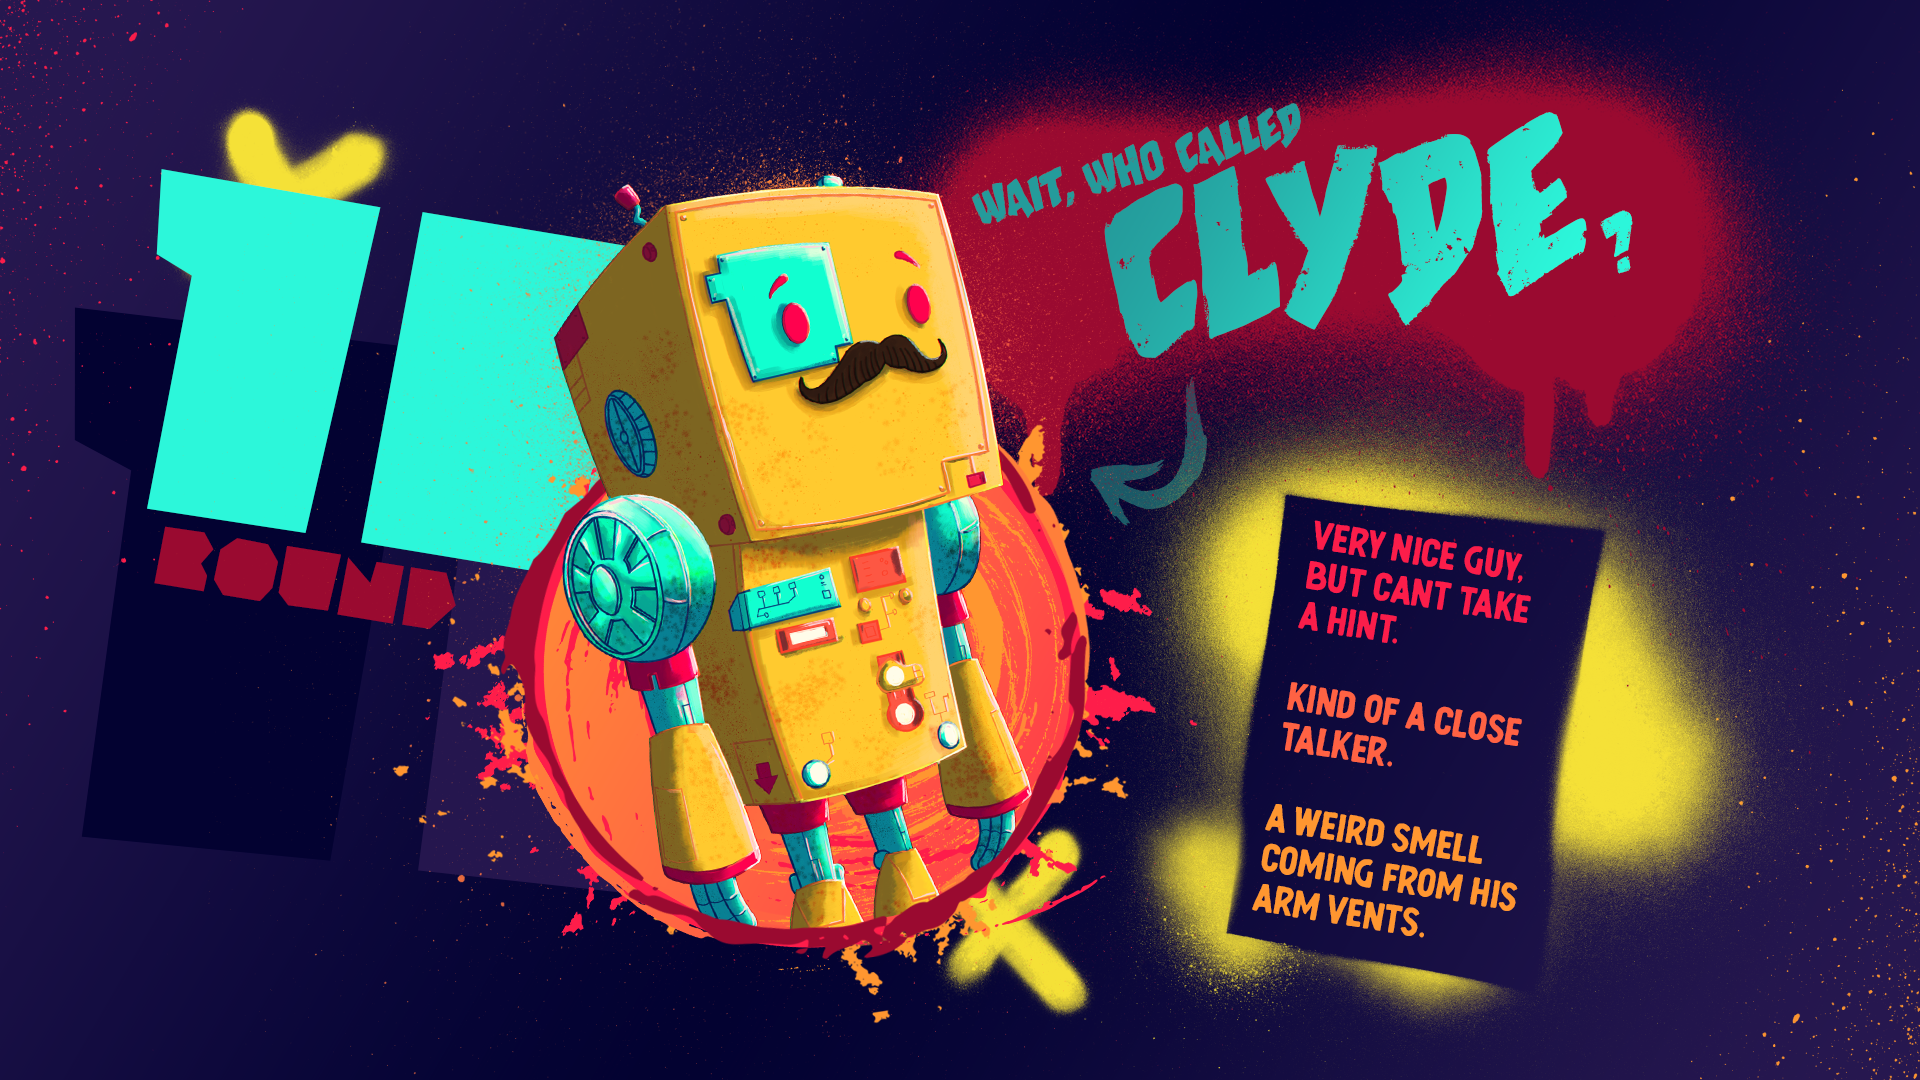 ROUND
WAIT, WHO CALLED
CLYDE,?
VERY NICE GUY,
BUT CANT TAKE
A HINT.
KIND OF A CLOSE
TALKER.
A WEIRD SMELL
COMING FROM HIS
ARM VENTS.